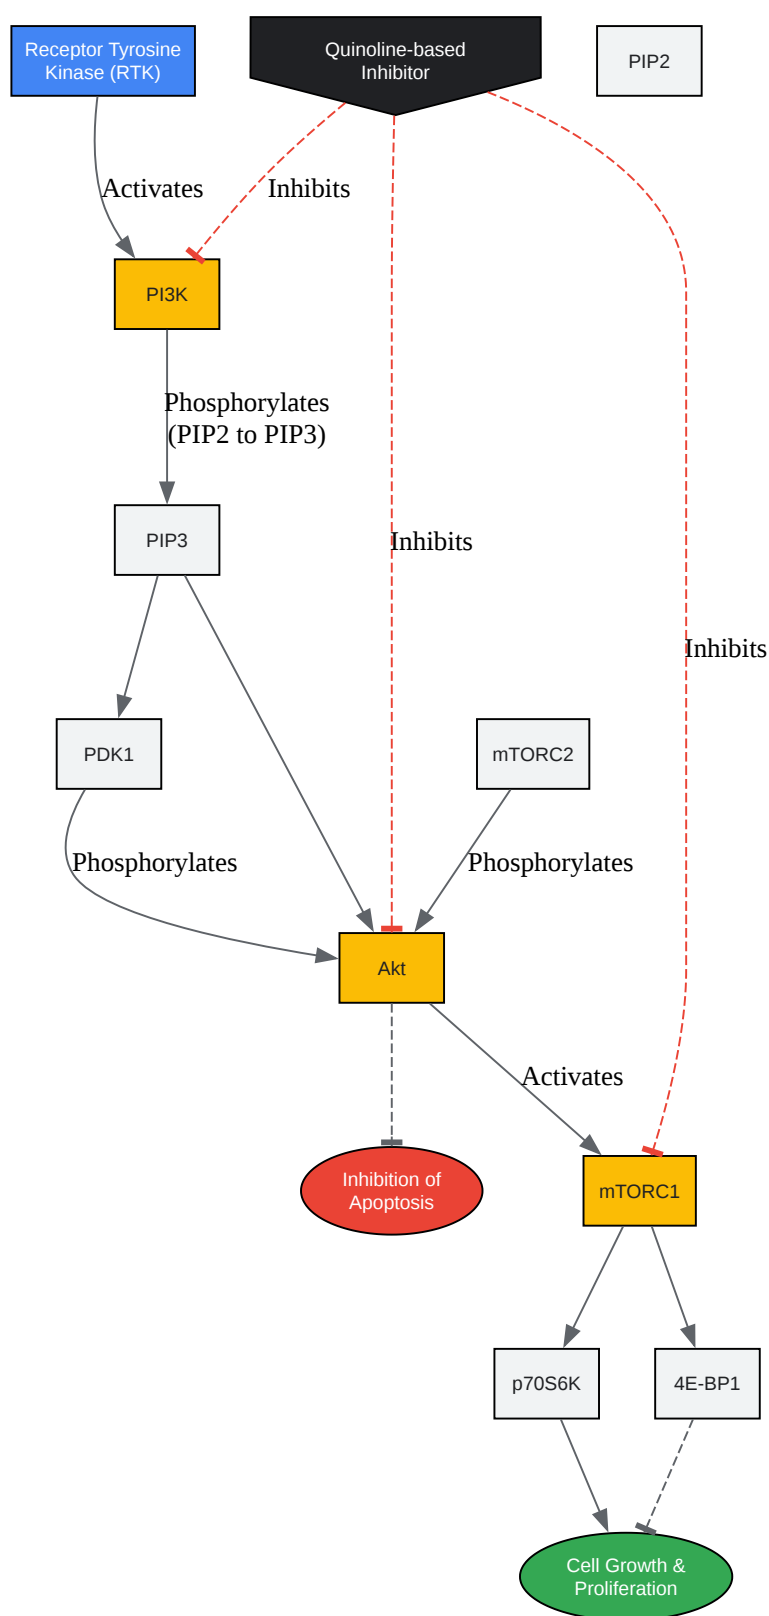 Receptor Tyrosine
Kinase (RTK)
Quinoline-based
Inhibitor
PIP2
Activates
Inhibits
PI3K
Phosphorylates
(PIP2 to PIP3)
PIP3
Inhibits
Inhibits
PDK1
mTORC2
Phosphorylates
Phosphorylates
Akt
Activates
Inhibition of
Apoptosis
mTORC1
p70S6K
4E-BP1
Cell Growth &
Proliferation